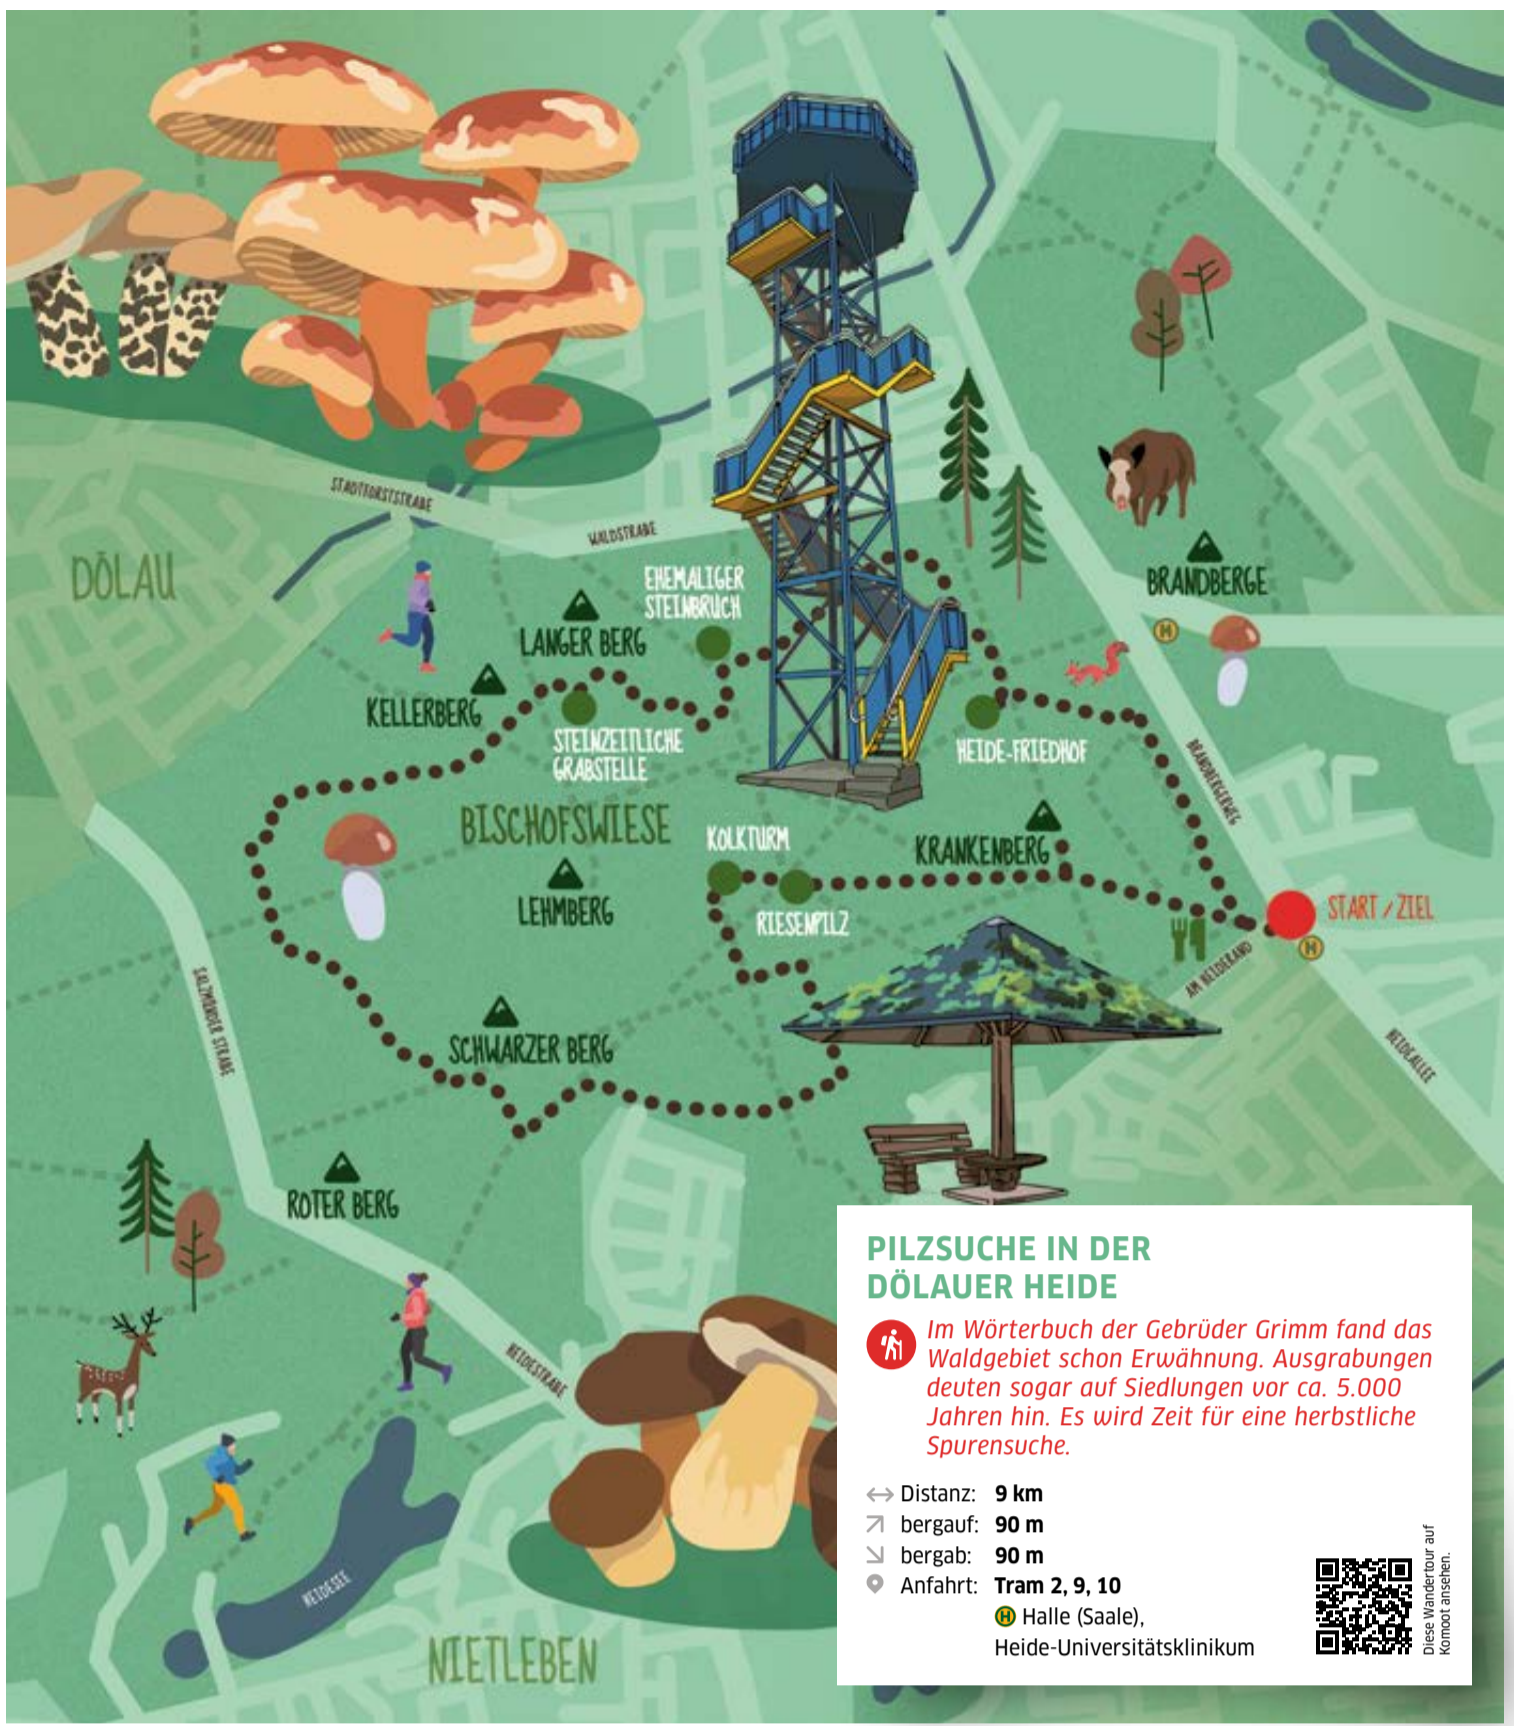 STADTFORSTSTRAßE
WALDSTRAßE
DÖLAU
EHEMALIGER
STEINBRUCH
BRANDBERGE
H
LANGER BERG
KELLERBERG
STEINZEITLICHE
GRABSTELLE
HEIDE-FRIEDHOF
BRANDBERGEWEG
BISCHOFSWIESE
KOLKTURM
KRANKENBERG
LEHMBERG
RIESENPILZ
START / ZIEL
H
AM HEIDERAND
SALZMÜNDER STRAßE
SCHWARZER BERG
HEIDEALLEE
ROTER BERG
HEIDESTRAßE
HEIDESEE
NIETLEBEN
PILZSUCHE IN DER
DÖLAUER HEIDE
Im Wörterbuch der Gebrüder Grimm fand das
Waldgebiet schon Erwähnung. Ausgrabungen
deuten sogar auf Siedlungen vor ca. 5.000
Jahren hin. Es wird Zeit für eine herbstliche
Spurensuche.
↔ Distanz: 9 km
↗ bergauf: 90 m
↘ bergab: 90 m
Anfahrt: Tram 2, 9, 10
H Halle (Saale),
Heide-Universitätsklinikum
Diese Wandertour auf
Komoot ansehen.